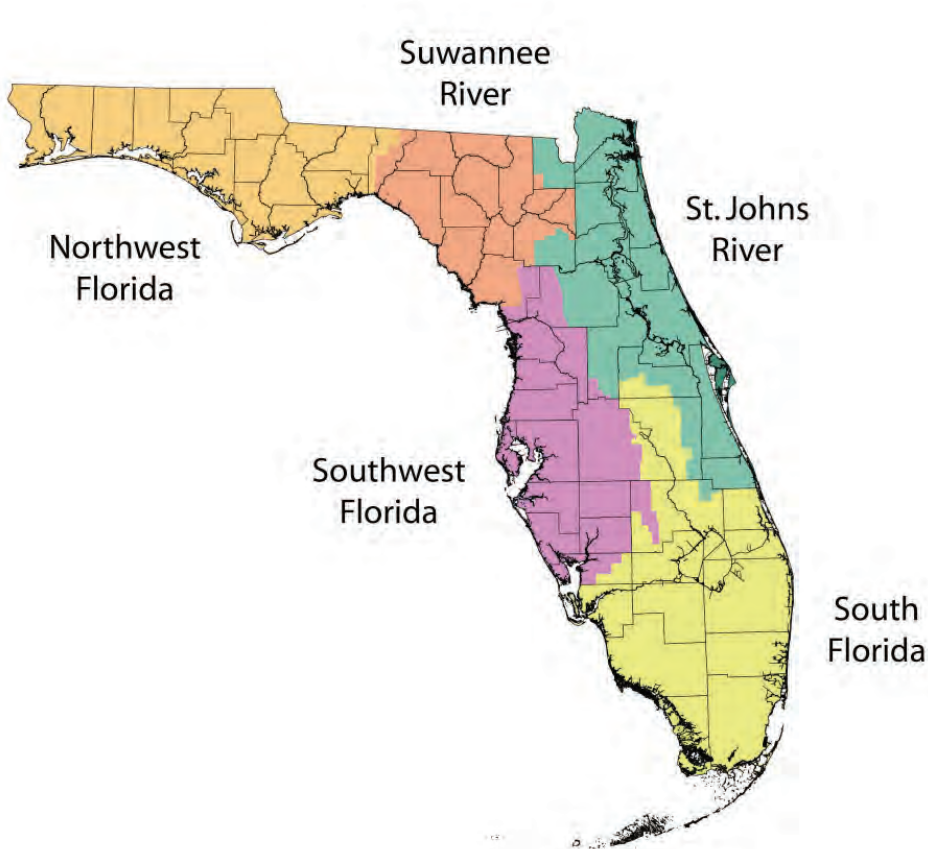 Suwannee
River
St. Johns
River
Northwest
Florida
Southwest
Florida
South
Florida